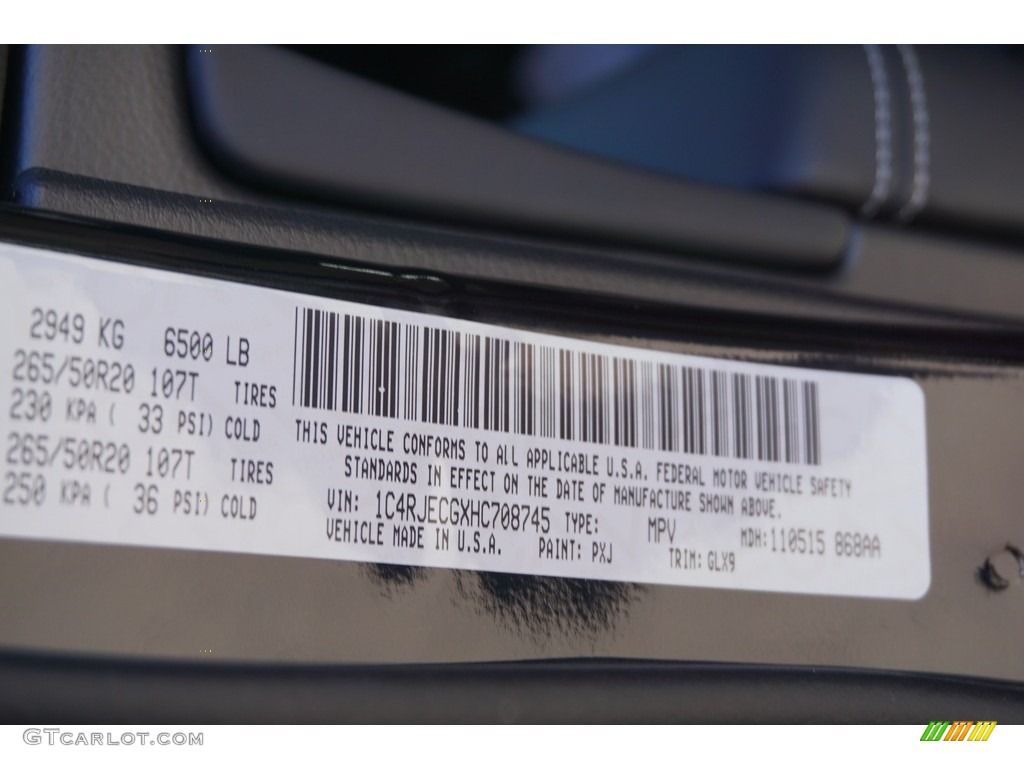 2949 KG 6500 LB
265/50R20 107T TIRES
230 KPA ( 33 PSI) COLD
265/50R20 107T TIRES
250 KPA ( 36 PSI) COLD
THIS VEHICLE CONFORMS TO ALL APPLICABLE U.S.A. FEDERAL MOTOR VEHICLE SAFETY
STANDARDS IN EFFECT ON THE DATE OF MANUFACTURE SHOWN ABOVE.
VIN: 1C4RJECGXHC708745 TYPE: MPV MDH:110515 868AA
VEHICLE MADE IN U.S.A. PAINT: PXJ TRIM: GLX9
GTCARLOT.COM